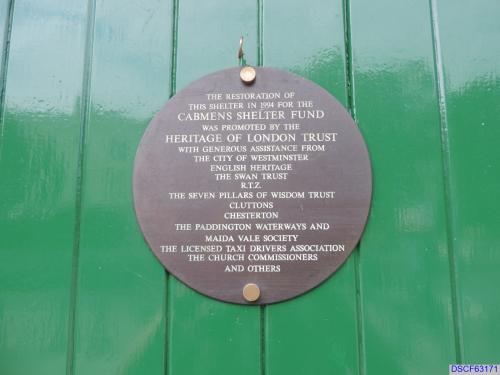 THE RESTORATION OF
THIS SHELTER IN 1994 FOR THE
CABMENS SHELTER FUND
WAS PROMOTED BY THE
HERITAGE OF LONDON TRUST
WITH GENEROUS ASSISTANCE FROM
THE CITY OF WESTMINSTER
ENGLISH HERITAGE
THE SWAN TRUST
R.T.Z.
THE SEVEN PILLARS OF WISDOM TRUST
CLUTTONS
CHESTERTON
THE PADDINGTON WATERWAYS AND
MAIDA VALE SOCIETY
THE LICENSED TAXI DRIVERS ASSOCIATION
THE CHURCH COMMISSIONERS
AND OTHERS
DSCF63171